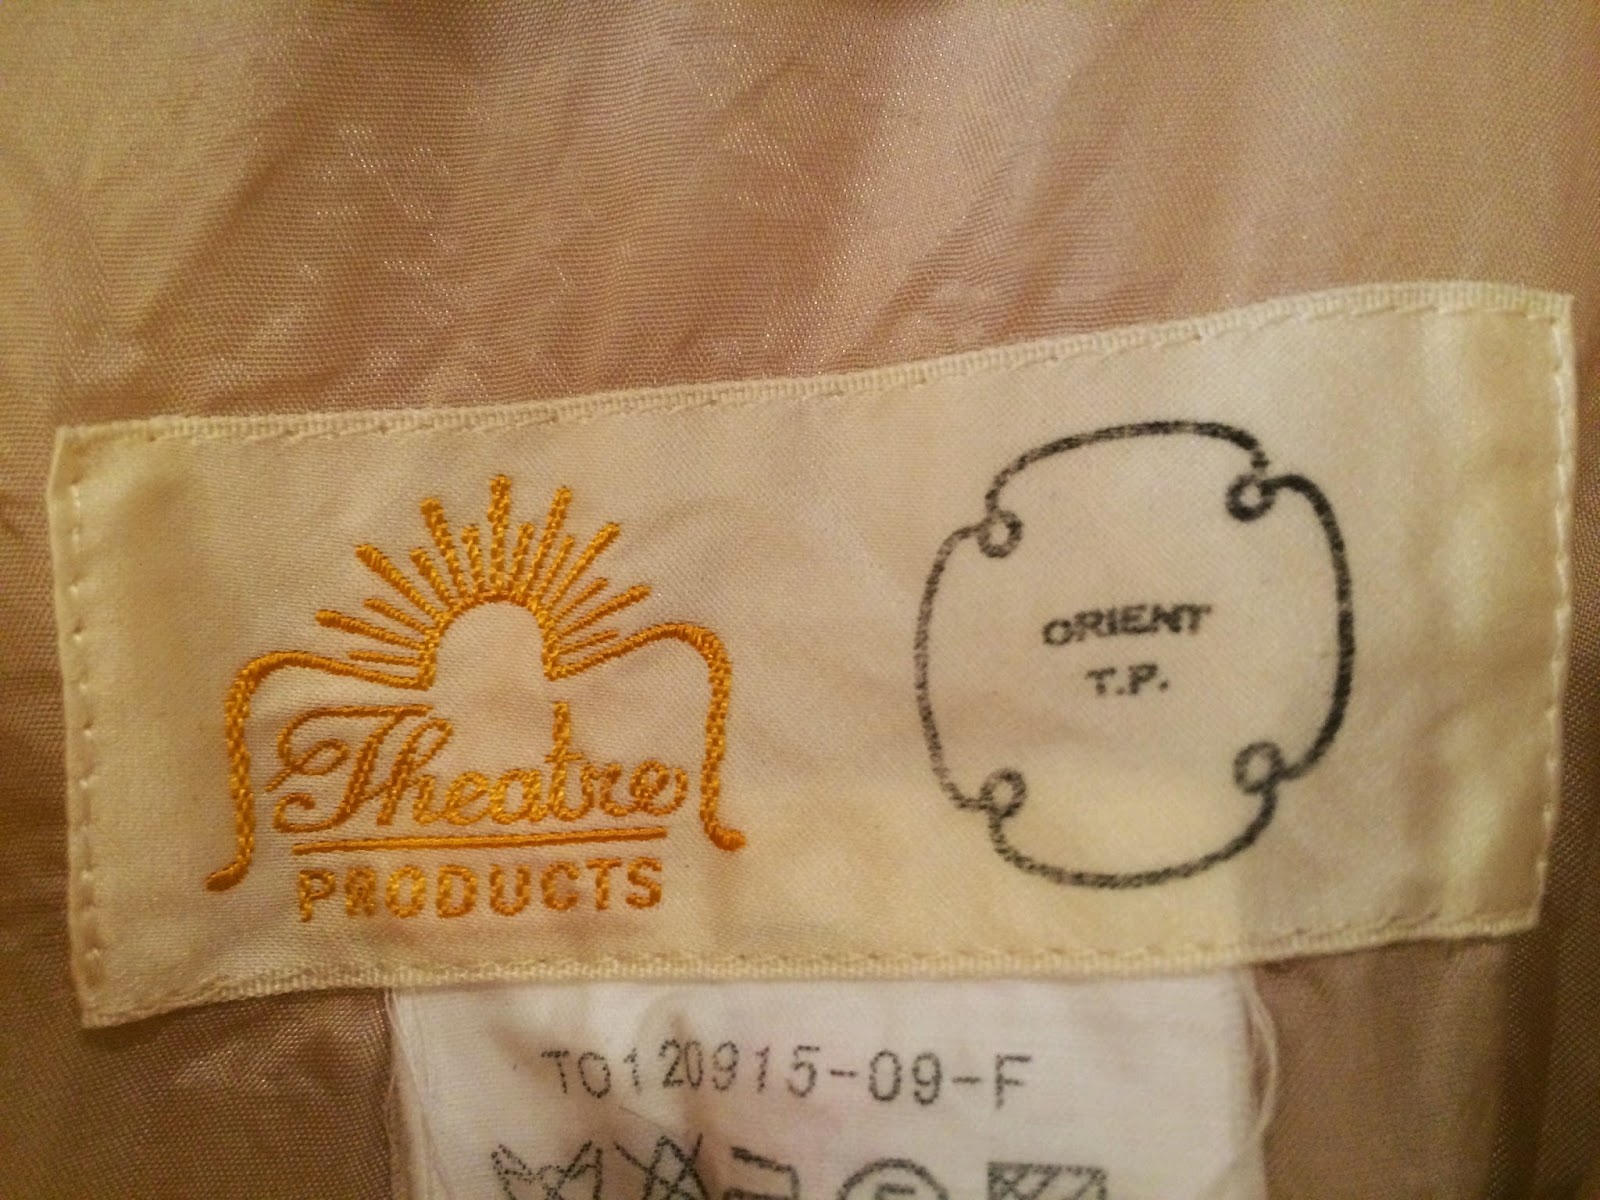 Theatre
PRODUCTS
ORIENT
T.P.
TO120915-09-F